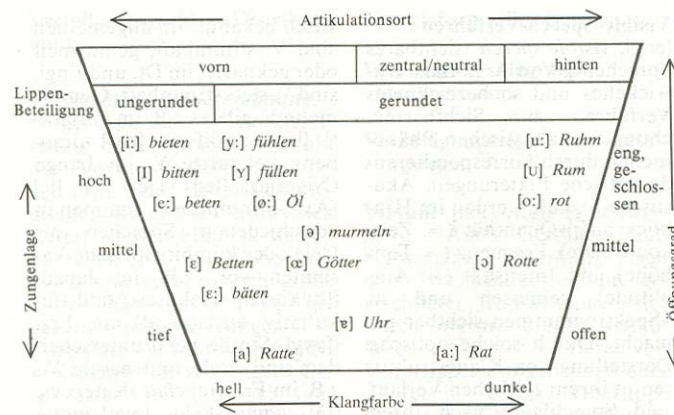 Artikulationsort
vorn zentral/neutral hinten
Lippen-
Beteiligung
ungerundet gerundet
[i:] bieten [y:] fühlen [u:] Ruhm eng,
hoch [I] bitten [ʏ] füllen [ʊ] Rum ge-
schlos-
[e:] beten [ø:] Öl [o:] rot sen
[ə] murmeln
mittel [ɛ] Betten [œ] Götter [ɔ] Rotte mittel
[ɛ:] bäten
[ɐ] Uhr
tief offen
[a] Ratte [a:] Rat
hell dunkel
Klangfarbe
Zungenlage
Öffnungsgrad